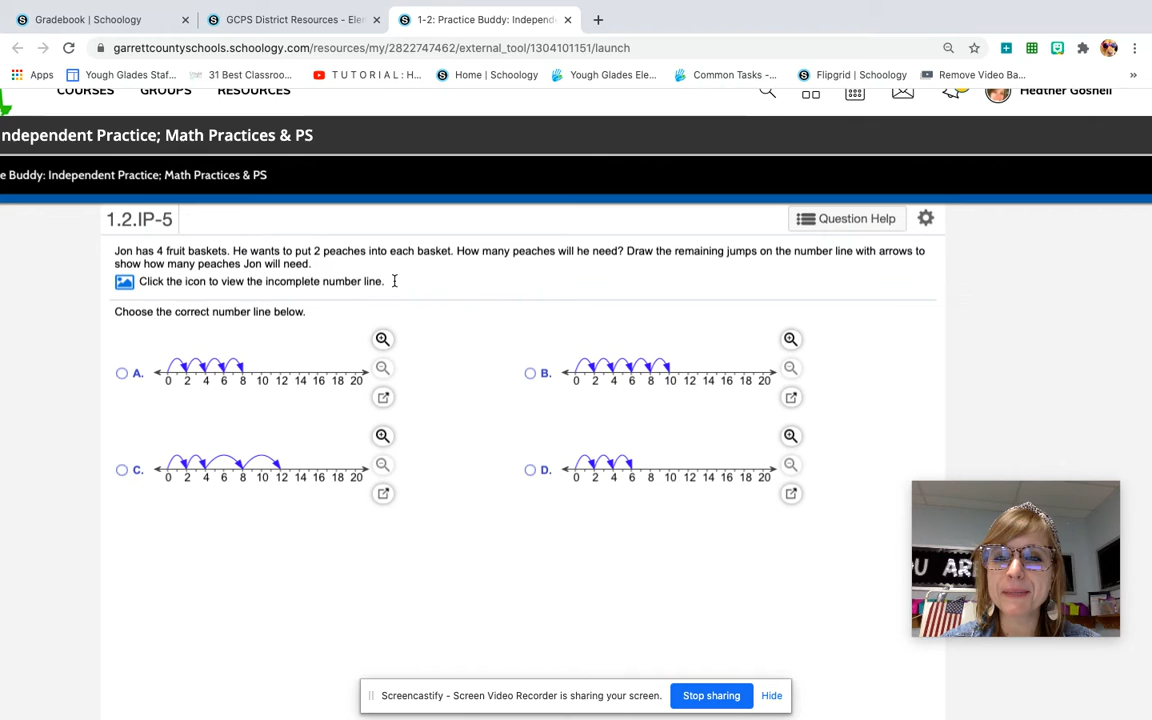 Gradebook | Schoology
GCPS District Resources - Ele
1-2: Practice Buddy: Independ
garrettcountyschools.schoology.com/resources/my/2822747462/external_tool/1304101151/launch
Apps
Yough Glades Staf...
31 Best Classroo...
T U T O R I A L : H...
Home | Schoology
Yough Glades Ele...
Common Tasks -...
Flipgrid | Schoology
Remove Video Ba...
COURSES GROUPS RESOURCES
Heather Gosnell
ndependent Practice; Math Practices & PS
e Buddy: Independent Practice; Math Practices & PS
1.2.IP-5
Question Help
Jon has 4 fruit baskets. He wants to put 2 peaches into each basket. How many peaches will he need? Draw the remaining jumps on the number line with arrows to
show how many peaches Jon will need.
Click the icon to view the incomplete number line.
Choose the correct number line below.
A.
0 2 4 6 8 10 12 14 16 18 20
B.
0 2 4 6 8 10 12 14 16 18 20
C.
0 2 4 6 8 10 12 14 16 18 20
D.
0 2 4 6 8 10 12 14 16 18 20
U AR
Screencastify - Screen Video Recorder is sharing your screen.
Stop sharing
Hide